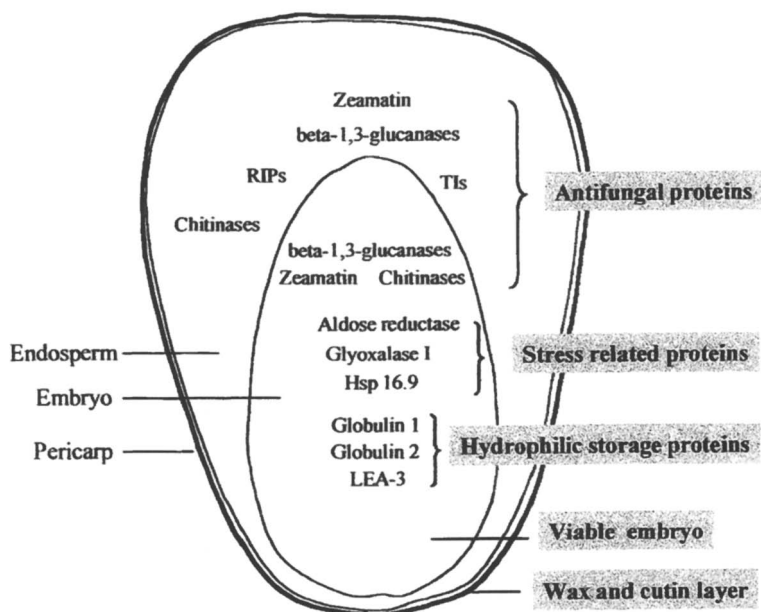 Zeamatin
beta-1,3-glucanases
RIPs
TIs
Antifungal proteins
Chitinases
beta-1,3-glucanases
Zeamatin Chitinases
Aldose reductase
Endosperm
Glyoxalase I
Stress related proteins
Hsp 16.9
Embryo
Globulin 1
Pericarp
Globulin 2
Hydrophilic storage proteins
LEA-3
Viable embryo
Wax and cutin layer